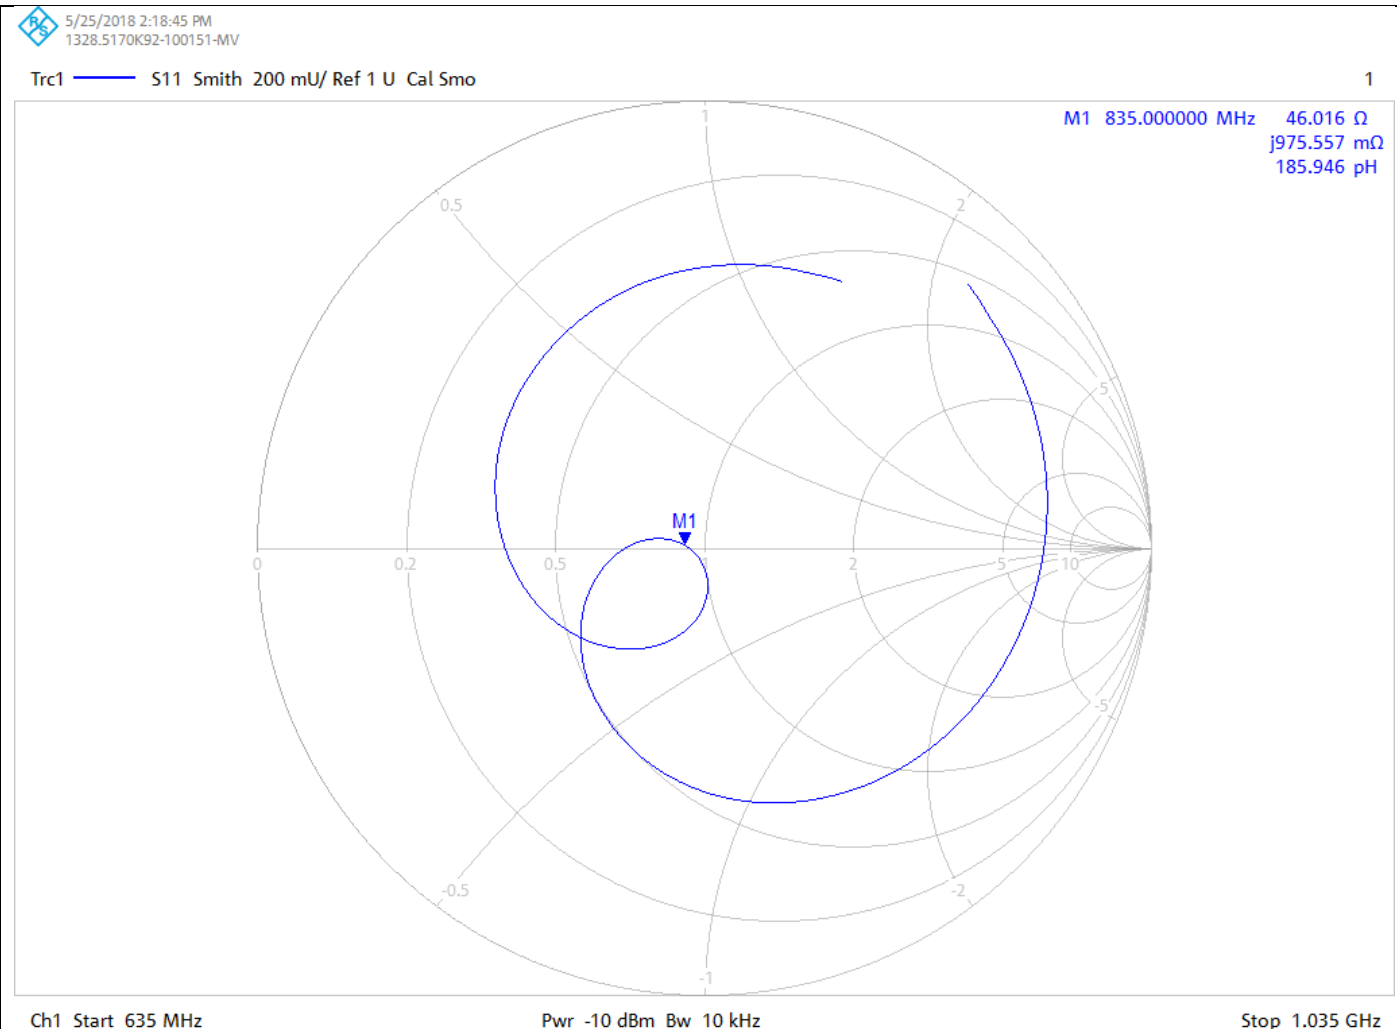 R&S
5/25/2018 2:18:45 PM
1328.5170K92-100151-MV
Trc1 S11 Smith 200 mU/ Ref 1 U Cal Smo 1
M1 835.000000 MHz 46.016 Ω
j975.557 mΩ
185.946 pH
1
0.5 2
5
M1
0 0.2 0.5 1 2 5 10
-5
-0.5 -2
-1
Ch1 Start 635 MHz Pwr -10 dBm Bw 10 kHz Stop 1.035 GHz